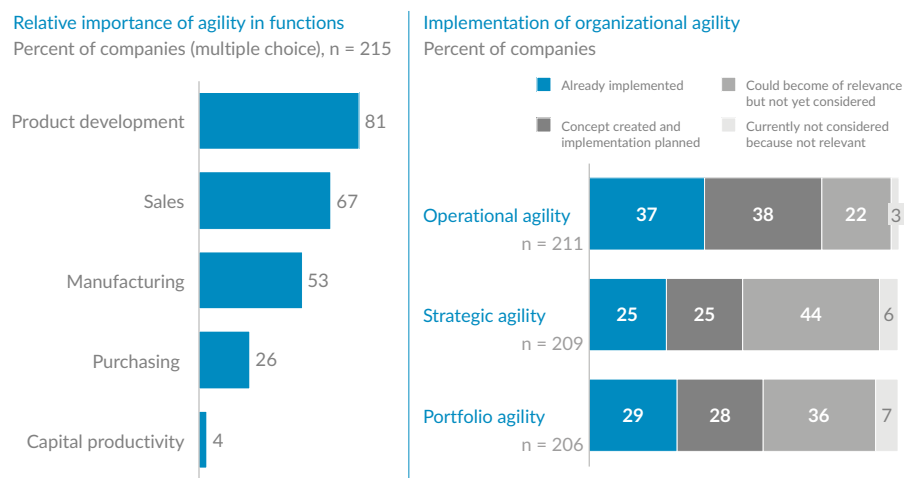 Relative importance of agility in functions
Percent of companies (multiple choice), n = 215
Product development 81
Sales 67
Manufacturing 53
Purchasing 26
Capital productivity 4
Implementation of organizational agility
Percent of companies
Already implemented
Could become of relevance
but not yet considered
Concept created and
implementation planned
Currently not considered
because not relevant
Operational agility 37 38 22 3
n = 211
Strategic agility 25 25 44 6
n = 209
Portfolio agility 29 28 36 7
n = 206